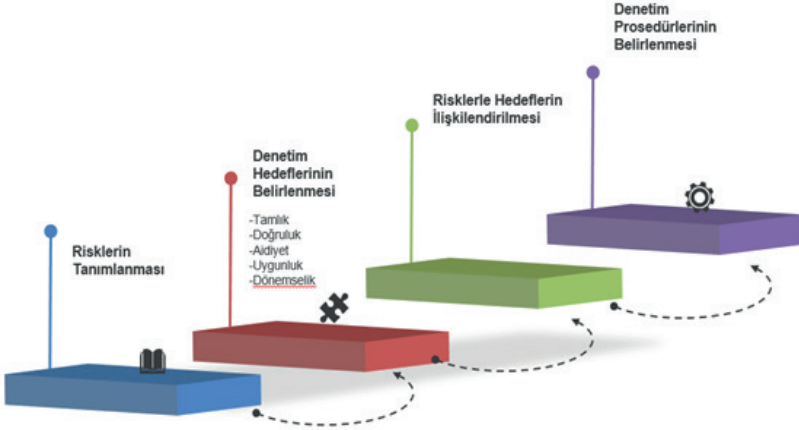 Risklerin
Tanımlanması
Denetim
Hedeflerinin
Belirlenmesi
-Tamlık
-Doğruluk
-Aidiyet
-Uygunluk
-Dönemselik
Risklerle Hedeflerin
İlişkilendirilmesi
Denetim
Prosedürlerinin
Belirlenmesi